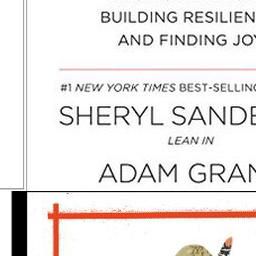 BUILDING RESILIEN
AND FINDING JOY
#1 NEW YORK TIMES BEST-SELLING
SHERYL SANDE
LEAN IN
ADAM GRAN